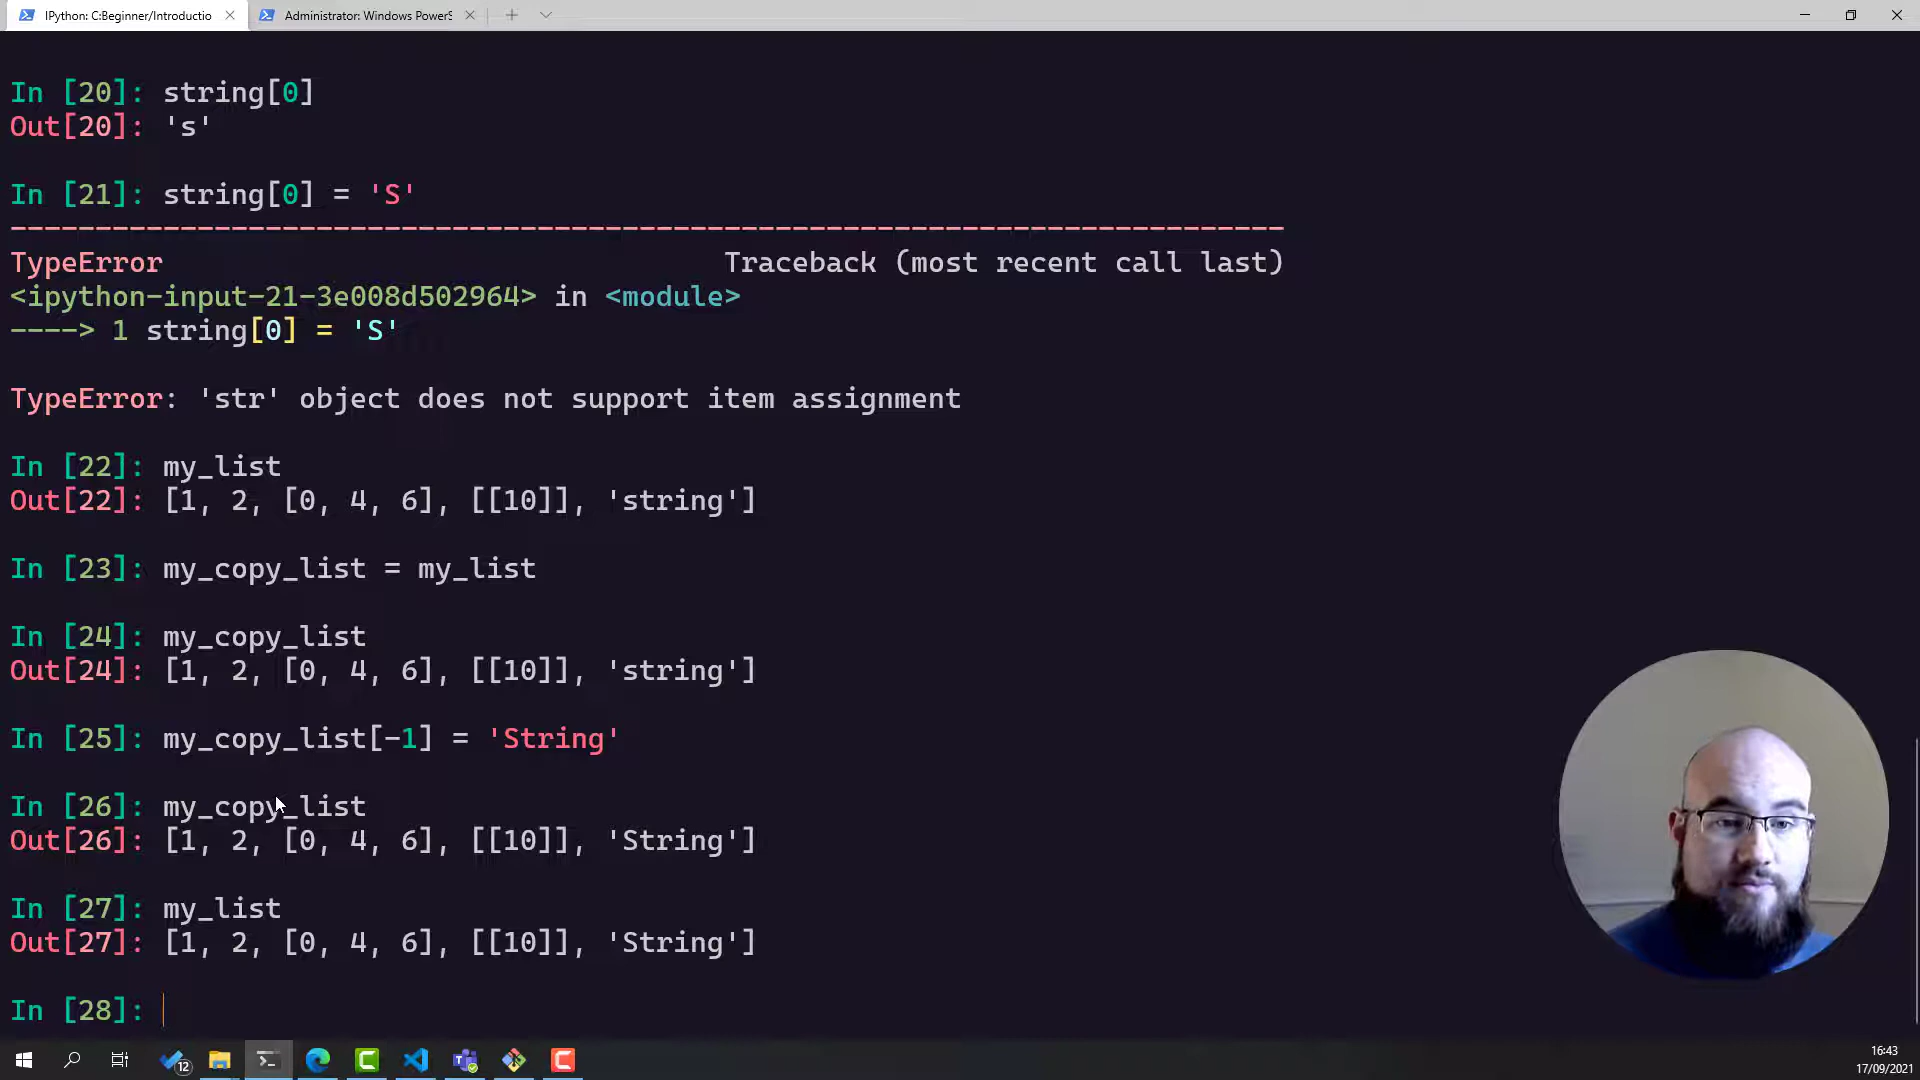 IPython: C:Beginner/Introductio
Administrator: Windows PowerS
In [20]: string[0]
Out[20]: 's'
In [21]: string[0] = 'S'
---------------------------------------------------------------------------
TypeError                                 Traceback (most recent call last)
<ipython-input-21-3e008d502964> in <module>
----> 1 string[0] = 'S'
TypeError: 'str' object does not support item assignment
In [22]: my_list
Out[22]: [1, 2, [0, 4, 6], [[10]], 'string']
In [23]: my_copy_list = my_list
In [24]: my_copy_list
Out[24]: [1, 2, [0, 4, 6], [[10]], 'string']
In [25]: my_copy_list[-1] = 'String'
In [26]: my_copy_list
Out[26]: [1, 2, [0, 4, 6], [[10]], 'String']
In [27]: my_list
Out[27]: [1, 2, [0, 4, 6], [[10]], 'String']
In [28]:
12
16:43
17/09/2021